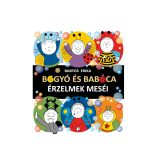 BARTOS ERIKA
BOGYÓ ÉS BABÓCA
ÉRZELMEK MESÉI